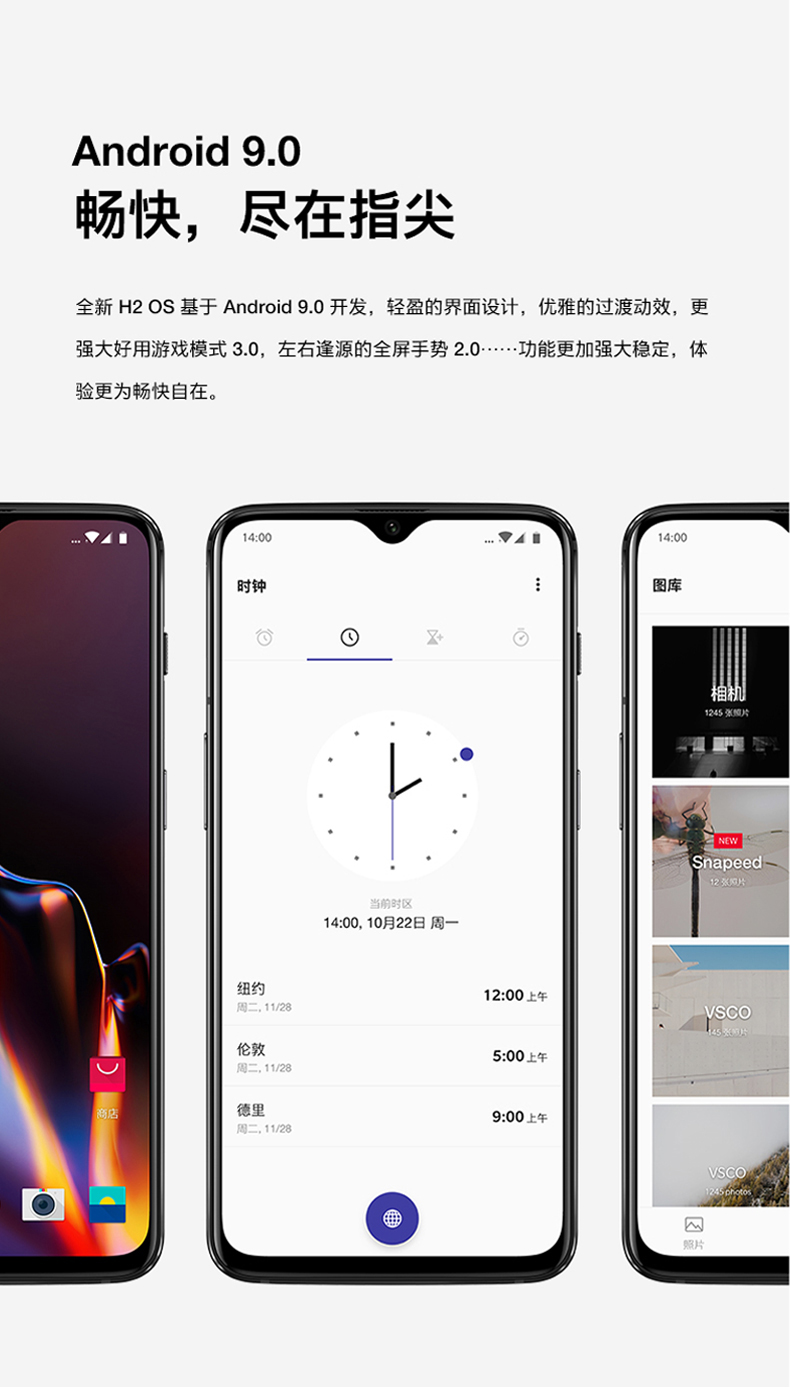 Android 9.0
畅快，尽在指尖
全新 H2 OS 基于 Android 9.0 开发，轻盈的界面设计，优雅的过渡动效，更
强大好用游戏模式 3.0，左右逢源的全屏手势 2.0……功能更加强大稳定，体
验更为畅快自在。
商店
14:00
时钟
当前时区
14:00, 10月22日 周一
纽约
12:00 上午
周二, 11/28
伦敦
5:00 上午
周二, 11/28
德里
9:00 上午
周二, 11/28
14:00
图库
相机
1245 张照片
NEW
Snapeed
12 张照片
VSCO
145 张照片
VSCO
1245 photos
照片